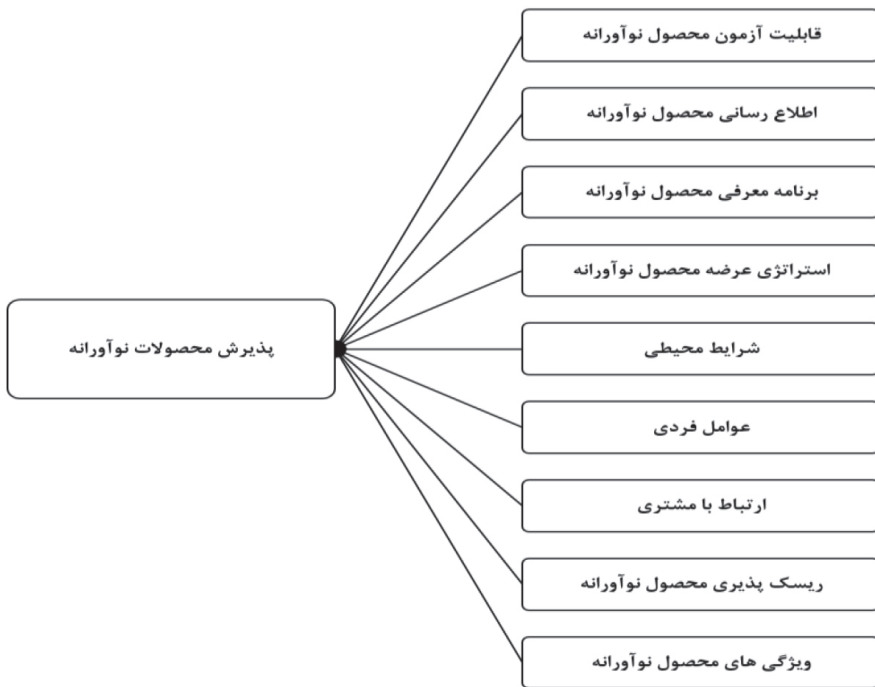 قابلیت آزمون محصول نوآورانه
اطلاع رسانی محصول نوآورانه
برنامه معرفی محصول نوآورانه
استراتژی عرضه محصول نوآورانه
شرایط محیطی
عوامل فردی
ارتباط با مشتری
ریسک پذیری محصول نوآورانه
ویژگی های محصول نوآورانه
پذیرش محصولات نوآورانه